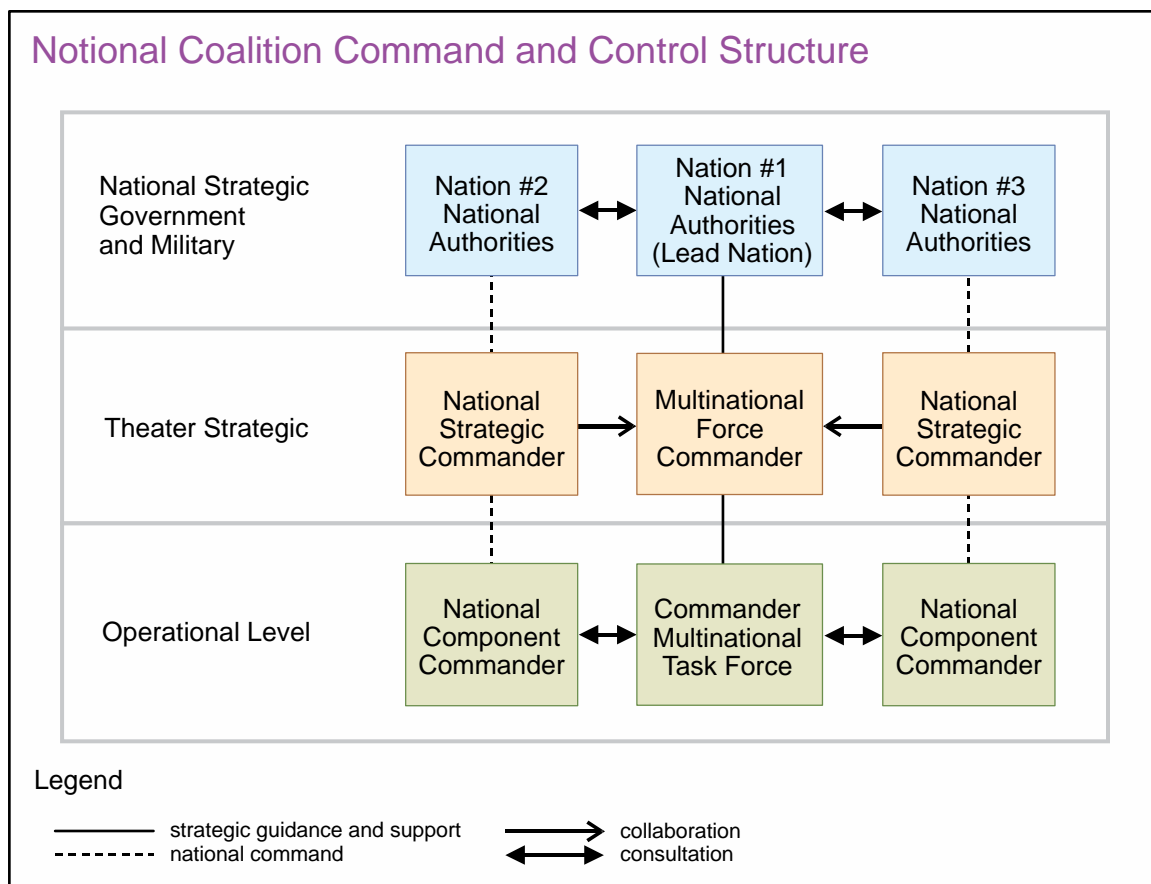 Notional Coalition Command and Control Structure
National Strategic
Government
and Military
Nation #2
National
Authorities
Nation #1
National
Authorities
(Lead Nation)
Nation #3
National
Authorities
Theater Strategic
National
Strategic
Commander
Multinational
Force
Commander
National
Strategic
Commander
Operational Level
National
Component
Commander
Commander
Multinational
Task Force
National
Component
Commander
Legend
strategic guidance and support
national command
collaboration
consultation